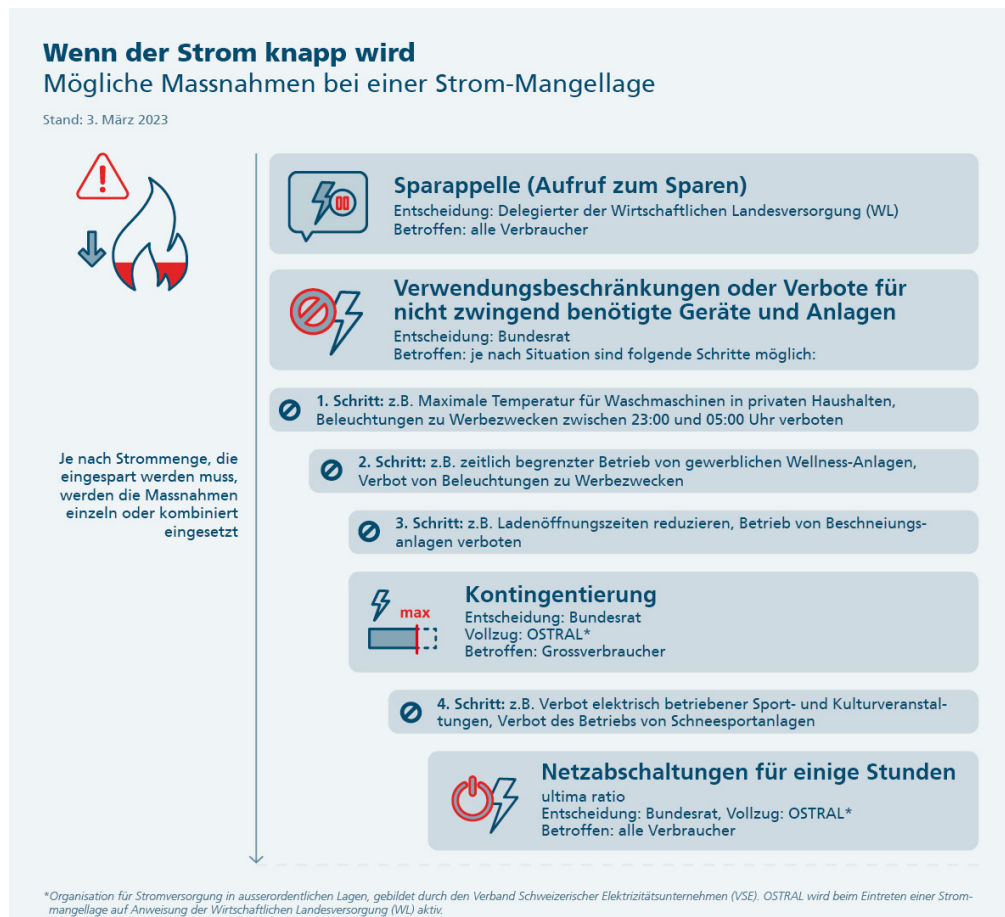 Wenn der Strom knapp wird
Mögliche Massnahmen bei einer Strom-Mangellage
Stand: 3. März 2023
Sparappelle (Aufruf zum Sparen)
Entscheidung: Delegierter der Wirtschaftlichen Landesversorgung (WL)
Betroffen: alle Verbraucher
Verwendungsbeschränkungen oder Verbote für
nicht zwingend benötigte Geräte und Anlagen
Entscheidung: Bundesrat
Betroffen: je nach Situation sind folgende Schritte möglich:
1. Schritt: z.B. Maximale Temperatur für Waschmaschinen in privaten Haushalten,
Beleuchtungen zu Werbezwecken zwischen 23:00 und 05:00 Uhr verboten
Je nach Strommenge, die
eingespart werden muss,
werden die Massnahmen
einzeln oder kombiniert
eingesetzt
2. Schritt: z.B. zeitlich begrenzter Betrieb von gewerblichen Wellness-Anlagen,
Verbot von Beleuchtungen zu Werbezwecken
3. Schritt: z.B. Ladenöffnungszeiten reduzieren, Betrieb von Beschneiungs-
anlagen verboten
max
Kontingentierung
Entscheidung: Bundesrat
Vollzug: OSTRAL*
Betroffen: Grossverbraucher
4. Schritt: z.B. Verbot elektrisch betriebener Sport- und Kulturveranstal-
tungen, Verbot des Betriebs von Schneesportanlagen
Netzabschaltungen für einige Stunden
ultima ratio
Entscheidung: Bundesrat, Vollzug: OSTRAL*
Betroffen: alle Verbraucher
*Organisation für Stromversorgung in ausserordentlichen Lagen, gebildet durch den Verband Schweizerischer Elektrizitätsunternehmen (VSE). OSTRAL wird beim Eintreten einer Strom-
mangellage auf Anweisung der Wirtschaftlichen Landesversorgung (WL) aktiv.